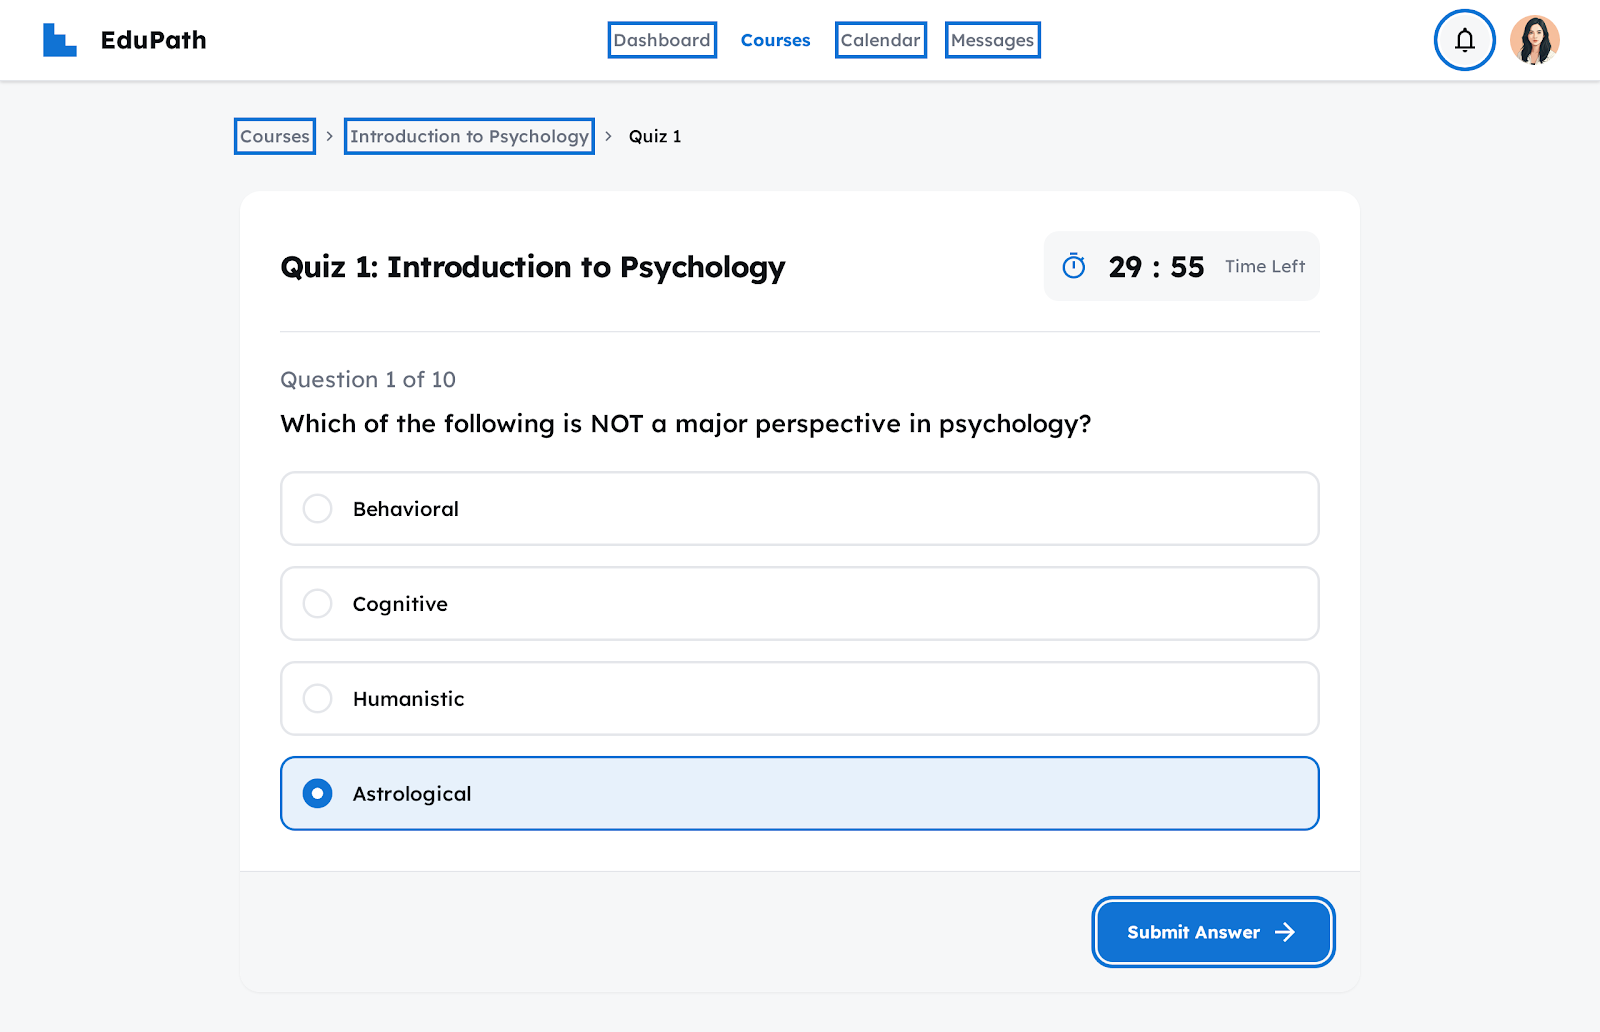 EduPath
Dashboard
Courses
Calendar
Messages
Courses > Introduction to Psychology > Quiz 1
Quiz 1: Introduction to Psychology
29 : 55 Time Left
Question 1 of 10
Which of the following is NOT a major perspective in psychology?
Behavioral
Cognitive
Humanistic
Astrological
Submit Answer